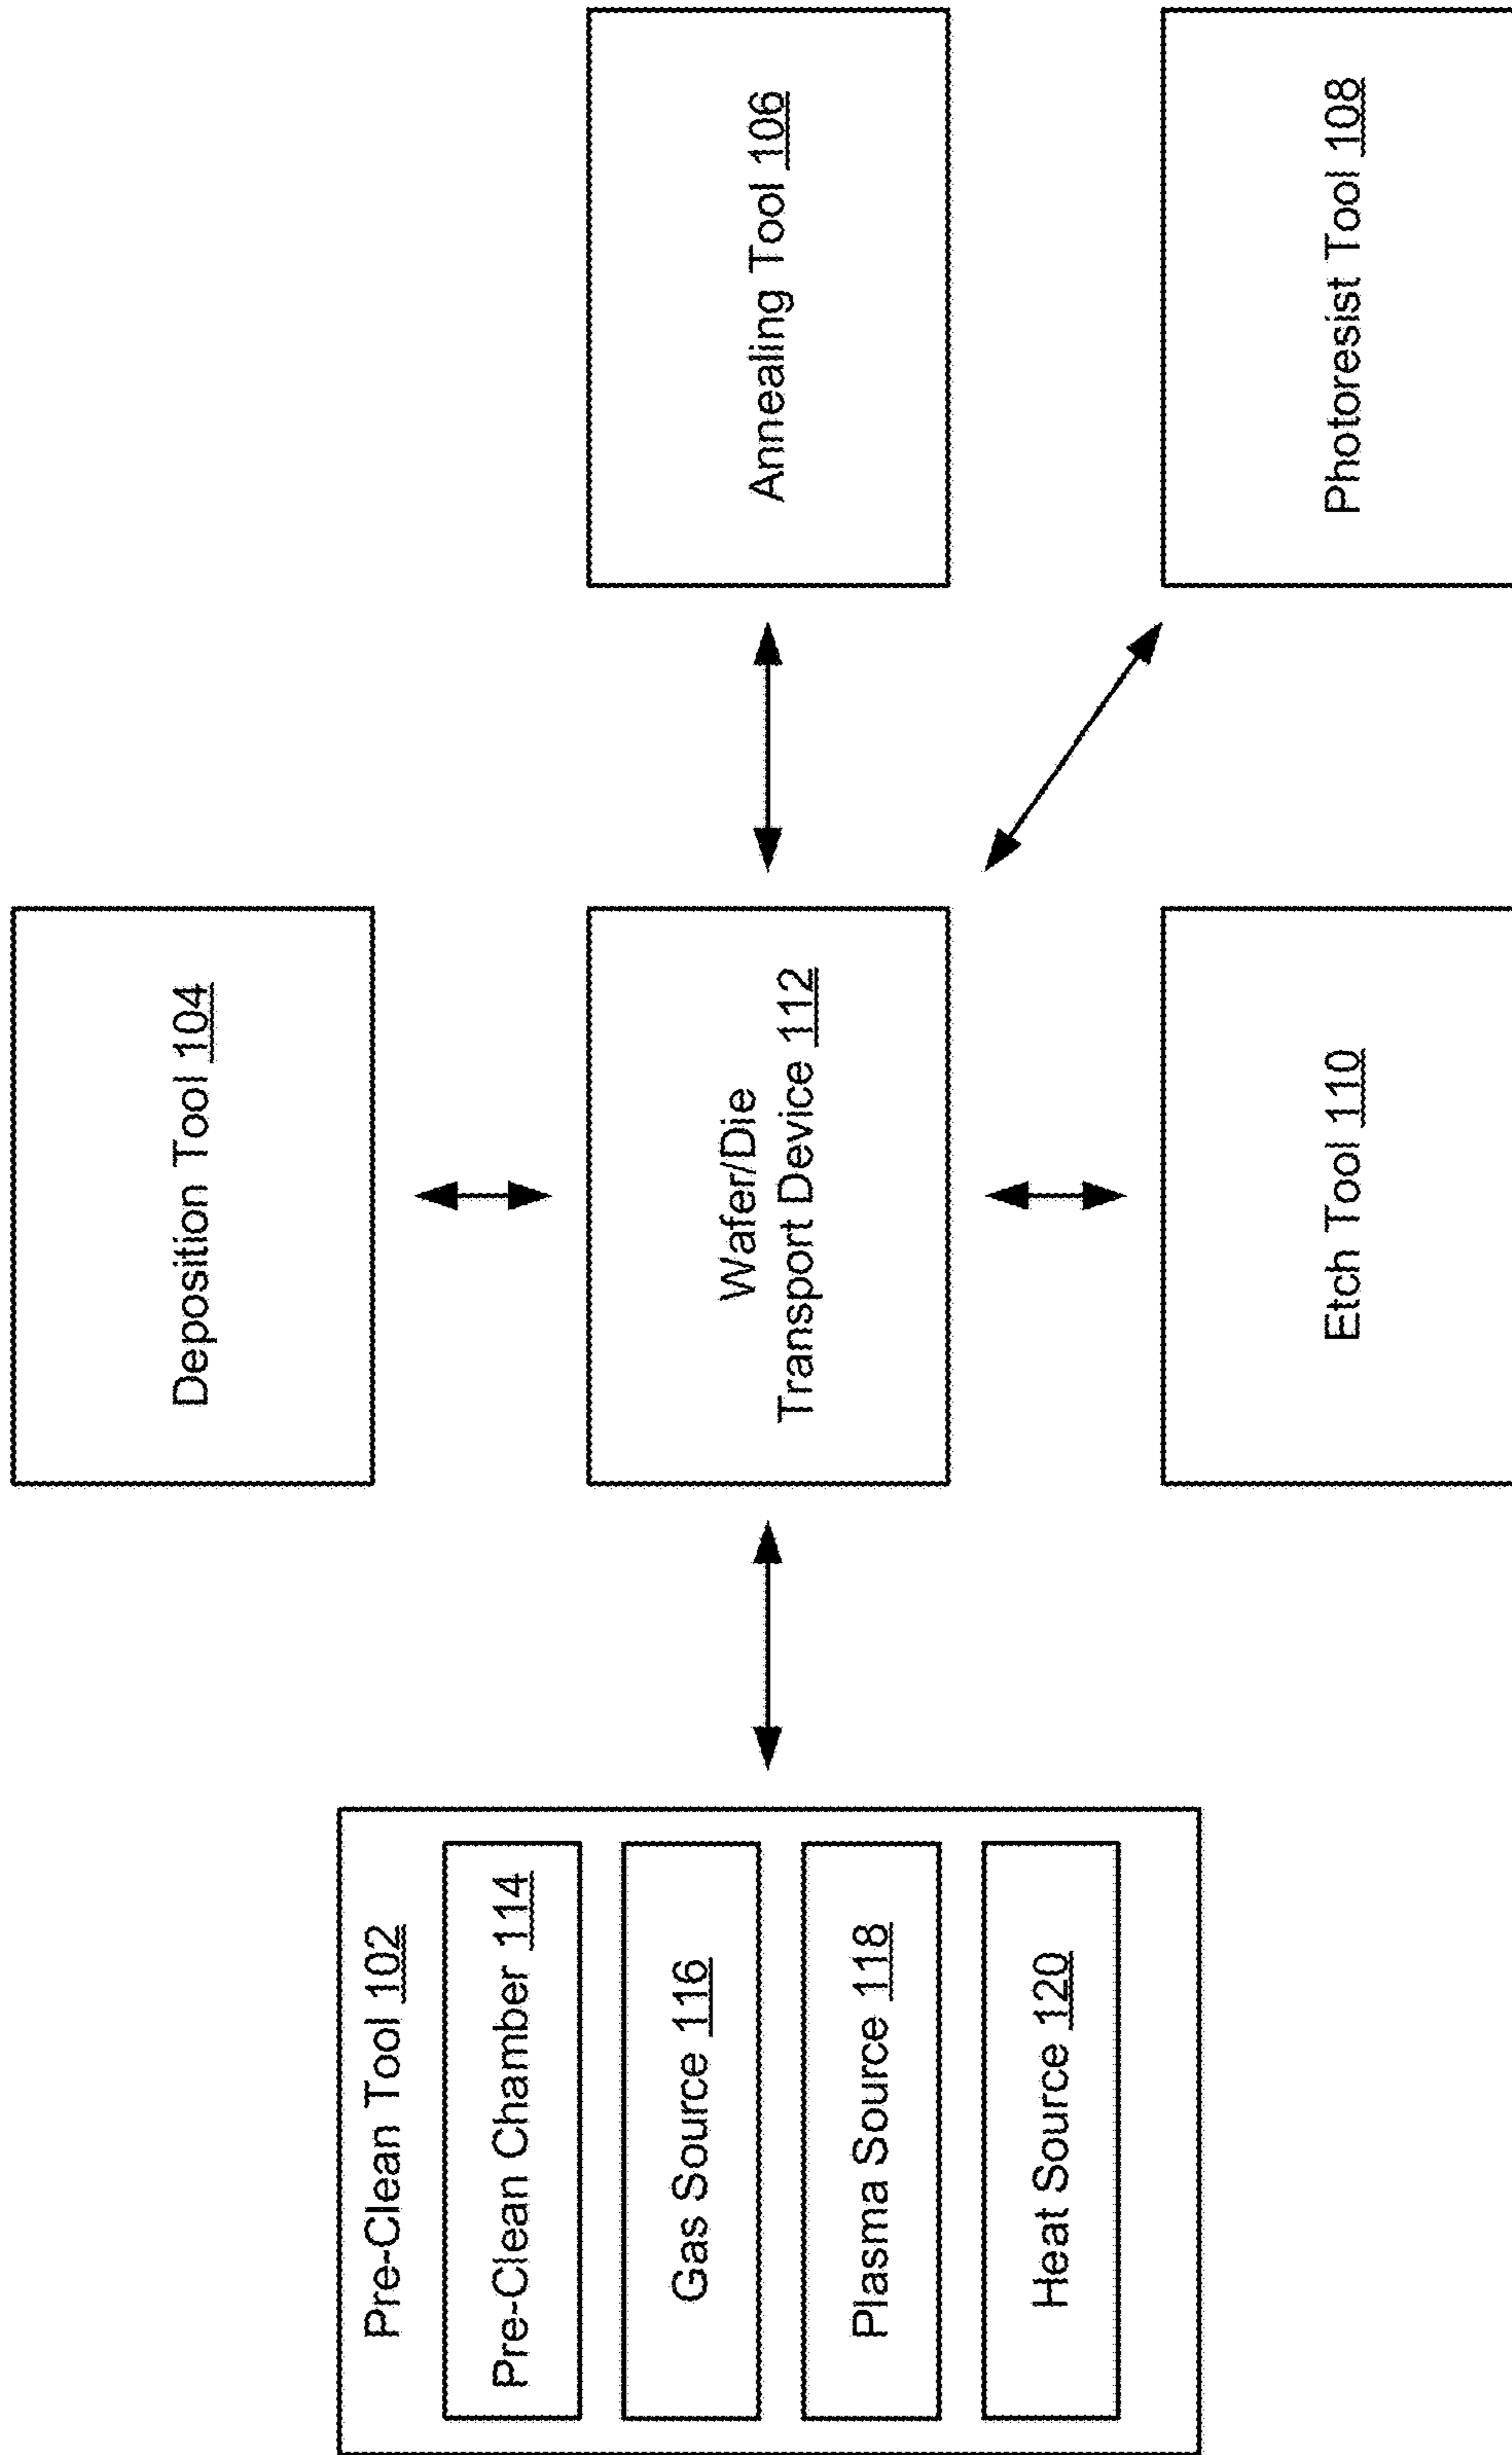 Deposition Tool 104
Pre-Clean Tool 102
Pre-Clean Chamber 114
Gas Source 116
Plasma Source 118
Heat Source 120
Wafer/Die
Transport Device 112
Annealing Tool 106
Etch Tool 110
Photoresist Tool 108